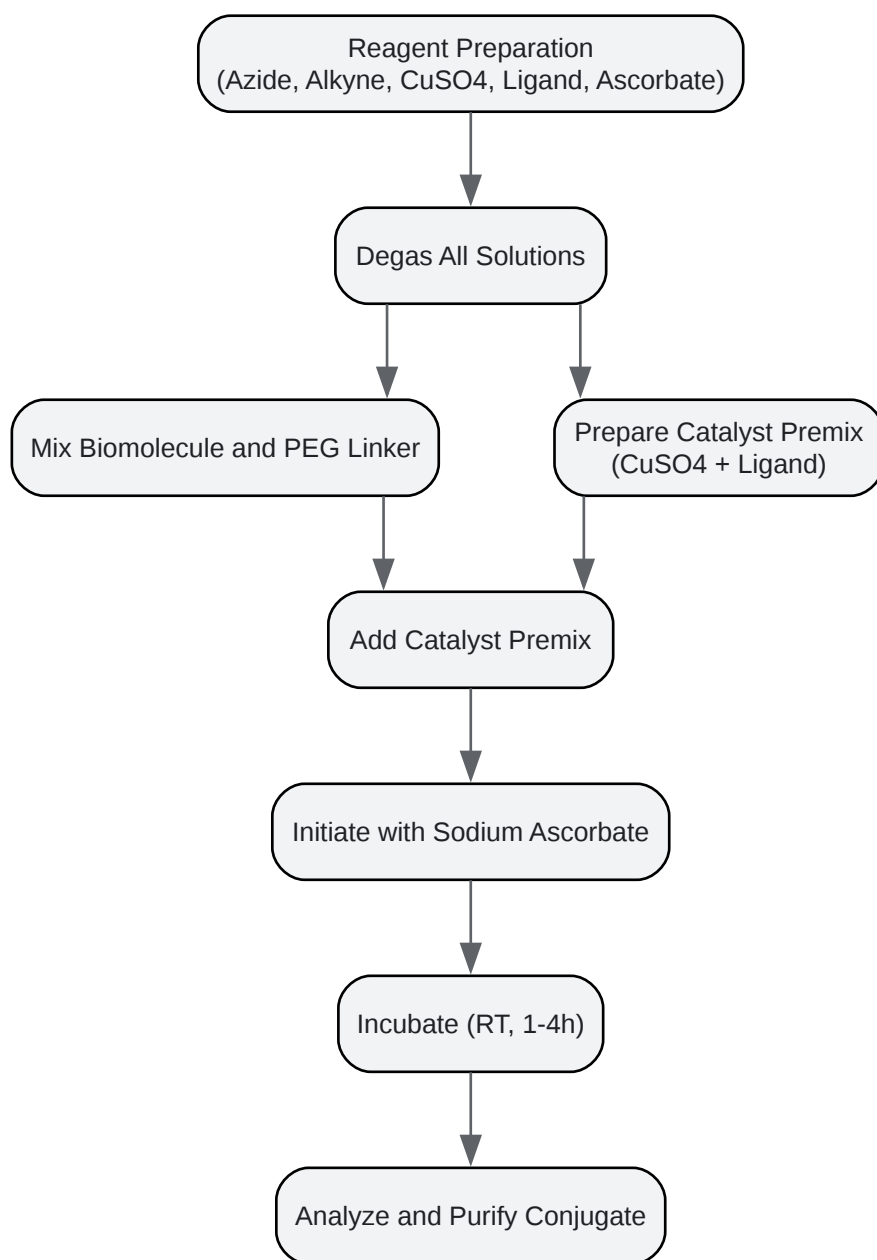 Reagent Preparation
(Azide, Alkyne, CuSO4, Ligand, Ascorbate)
Degas All Solutions
Mix Biomolecule and PEG Linker
Prepare Catalyst Premix
(CuSO4 + Ligand)
Add Catalyst Premix
Initiate with Sodium Ascorbate
Incubate (RT, 1-4h)
Analyze and Purify Conjugate